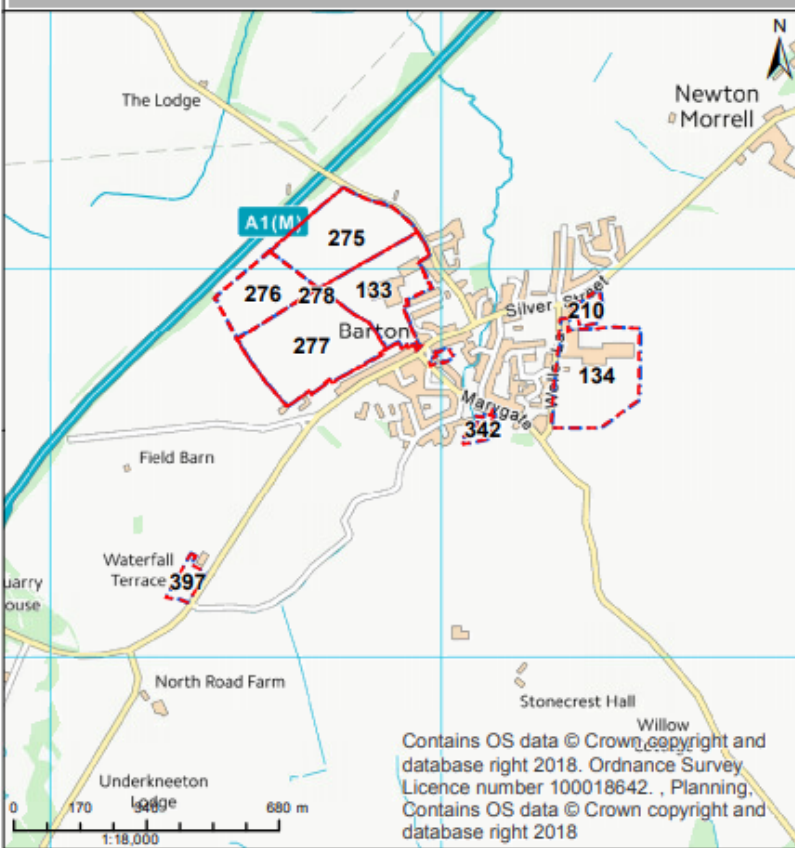 N
The Lodge
Newton
Morrell
A1(M)
275
276
278
133
Silver Street
210
Barton
277
134
Marygate
342
Field Barn
Waterfall
Terrace
397
uarry
ouse
North Road Farm
Stonecrest Hall
Willow
Contains OS data © Crown copyright and
database right 2018. Ordnance Survey
Licence number 100018642. , Planning,
Contains OS data © Crown copyright and
database right 2018
Underkneeton
Lodge
0 170 340 680 m
1:18,000